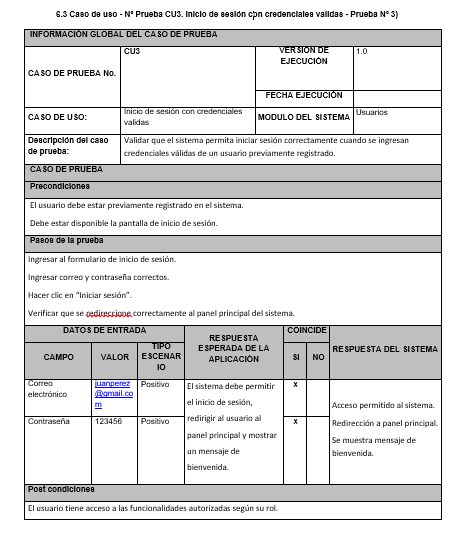 6.3 Caso de uso - Nº Prueba CU3. Inicio de sesión con credenciales validas - Prueba Nº 3)
INFORMACIÓN GLOBAL DEL CASO DE PRUEBA
CASO DE PRUEBA No.
CU3
VERSIÓN DE
EJECUCIÓN
1.0
FECHA EJECUCIÓN
CASO DE USO:
Inicio de sesión con credenciales
validas
MODULO DEL SISTEMA
Usuarios
Descripción del caso
de prueba:
Validar que el sistema permita iniciar sesión correctamente cuando se ingresan
credenciales válidas de un usuario previamente registrado.
CASO DE PRUEBA
Precondiciones
El usuario debe estar previamente registrado en el sistema.
Debe estar disponible la pantalla de inicio de sesión.
Pasos de la prueba
Ingresar al formulario de inicio de sesión.
Ingresar correo y contraseña correctos.
Hacer clic en “Iniciar sesión”.
Verificar que se redireccione correctamente al panel principal del sistema.
DATOS DE ENTRADA
RESPUESTA
ESPERADA DE LA
APLICACIÓN
COINCIDE
RESPUESTA DEL SISTEMA
CAMPO
VALOR
TIPO
ESCENAR
IO
SI
NO
Correo
electrónico
juanperez
@gmail.co
m
Positivo
El sistema debe permitir
el inicio de sesión,
redirigir al usuario al
panel principal y mostrar
un mensaje de
bienvenida.
x
Acceso permitido al sistema.
Redirección a panel principal.
Se muestra mensaje de
bienvenida.
Contraseña
123456
Positivo
x
Post condiciones
El usuario tiene acceso a las funcionalidades autorizadas según su rol.